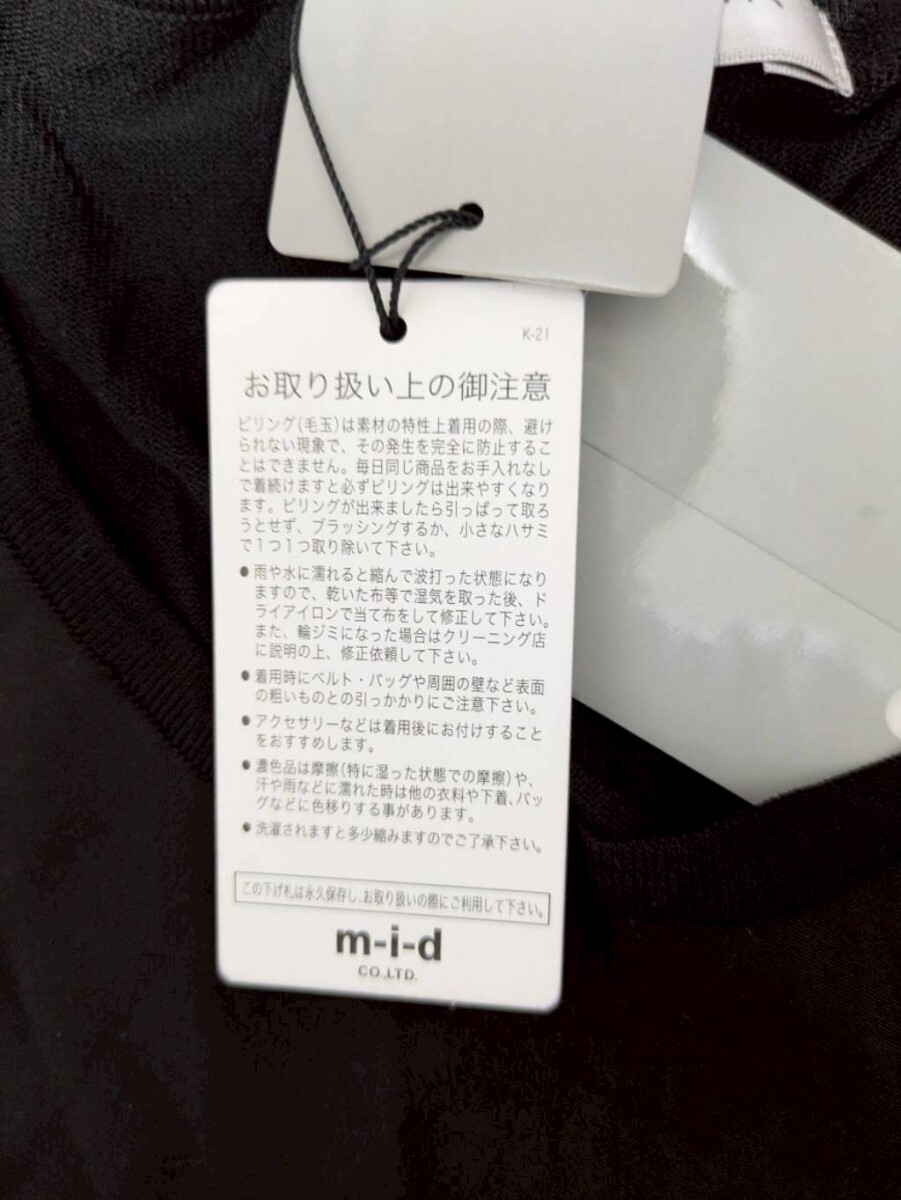 K-21
お取り扱い上の御注意
ピリング(毛玉)は素材の特性上着用の際、避け
られない現象で、その発生を完全に防止するこ
とはできません。毎日同じ商品をお手入れなし
で着続けますと必ずピリングは出来やすくなり
ます。ピリングが出来ましたら引っぱって取ろ
うとせず、ブラッシングするか、小さなハサミ
で1つ1つ取り除いて下さい。
●雨や水に濡れると縮んで波打った状態になり
ますので、乾いた布等で湿気を取った後、ド
ライアイロンで当て布をして修正して下さい。
また、輪ジミになった場合はクリーニング店
に説明の上、修正依頼して下さい。
●着用時にベルト・バッグや周囲の壁など表面
の粗いものとの引っかかりにご注意下さい。
●アクセサリーなどは着用後にお付けすること
をおすすめします。
●濃色品は摩擦(特に湿った状態での摩擦)や、
汗や雨などに濡れた時は他の衣料や下着、バッ
グなどに色移りする事があります。
●洗濯されますと多少縮みますのでご了承下さい。
この下げ札は永久保存し、お取り扱いの際にご利用して下さい。
m-i-d
CO.,LTD.